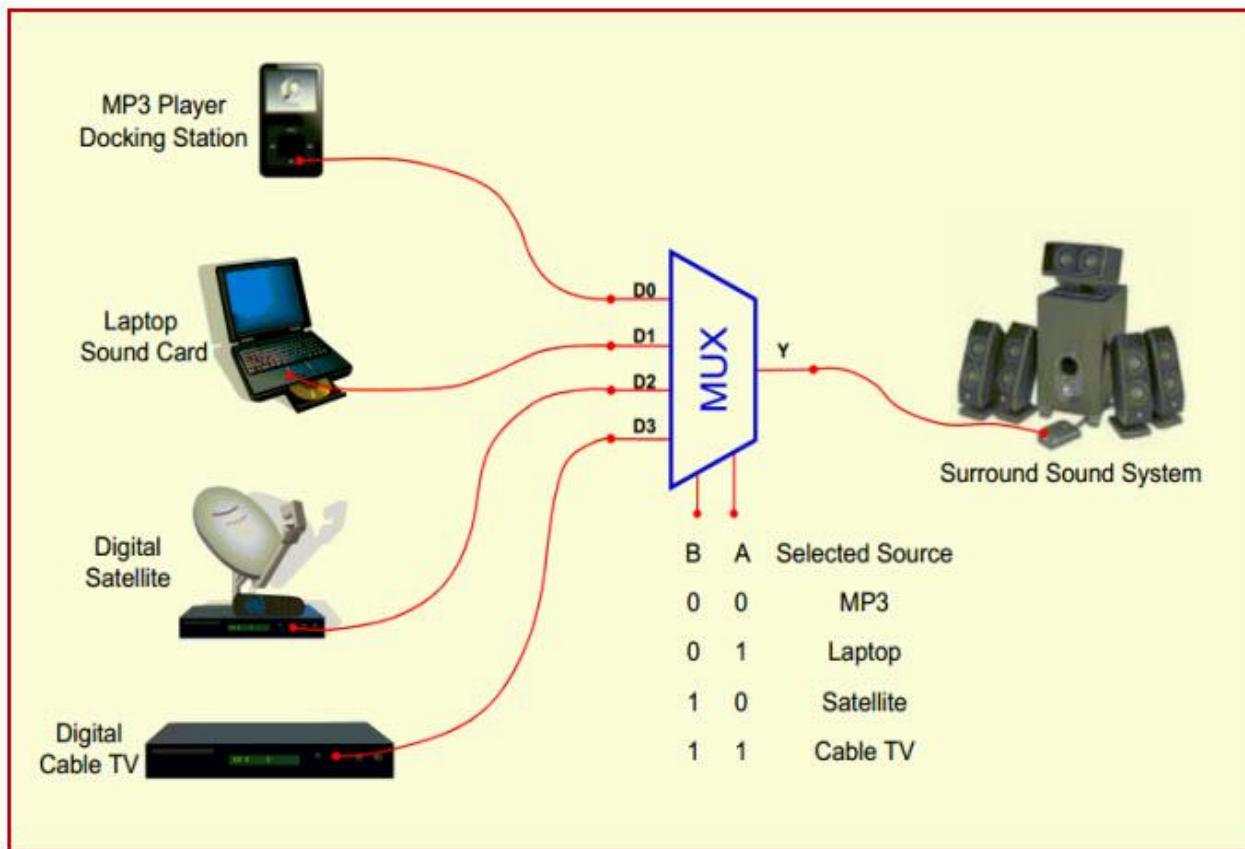 MP3 Player
Docking Station
Laptop
Sound Card
Digital
Satellite
Digital
Cable TV
D0
D1
D2
D3
MUX
Y
Surround Sound System
B A Selected Source
0 0 MP3
0 1 Laptop
1 0 Satellite
1 1 Cable TV